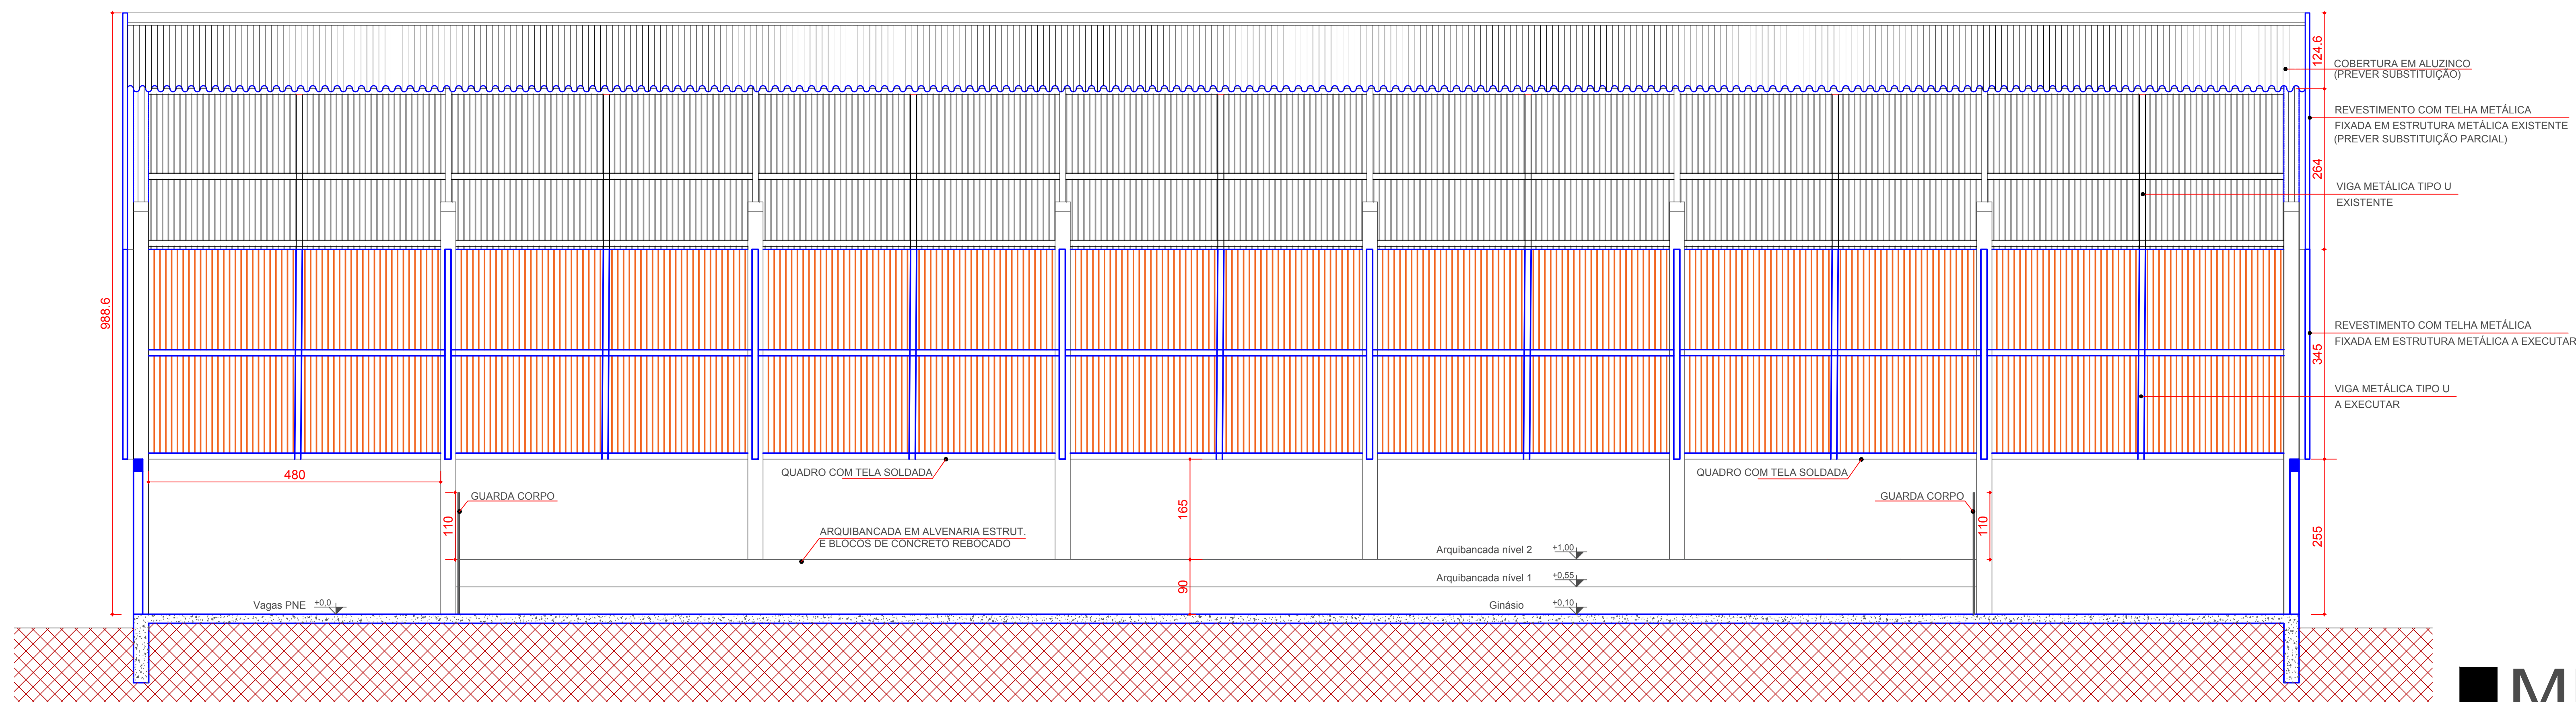 124.6
COBERTURA EM ALUZINCO
(PREVER SUBSTITUIÇÃO)
REVESTIMENTO COM TELHA METÁLICA
FIXADA EM ESTRUTURA METÁLICA EXISTENTE
(PREVER SUBSTITUIÇÃO PARCIAL)
264
VIGA METÁLICA TIPO U
EXISTENTE
988.6
REVESTIMENTO COM TELHA METÁLICA
FIXADA EM ESTRUTURA METÁLICA A EXECUTAR
345
VIGA METÁLICA TIPO U
A EXECUTAR
480
QUADRO COM TELA SOLDADA
QUADRO COM TELA SOLDADA
GUARDA CORPO
GUARDA CORPO
110
165
110
255
ARQUIBANCADA EM ALVENARIA ESTRUT.
E BLOCOS DE CONCRETO REBOCADO
Arquibancada nível 2 +1,00
90
Arquibancada nível 1 +0,55
Vagas PNE +0,0
Ginásio +0,10